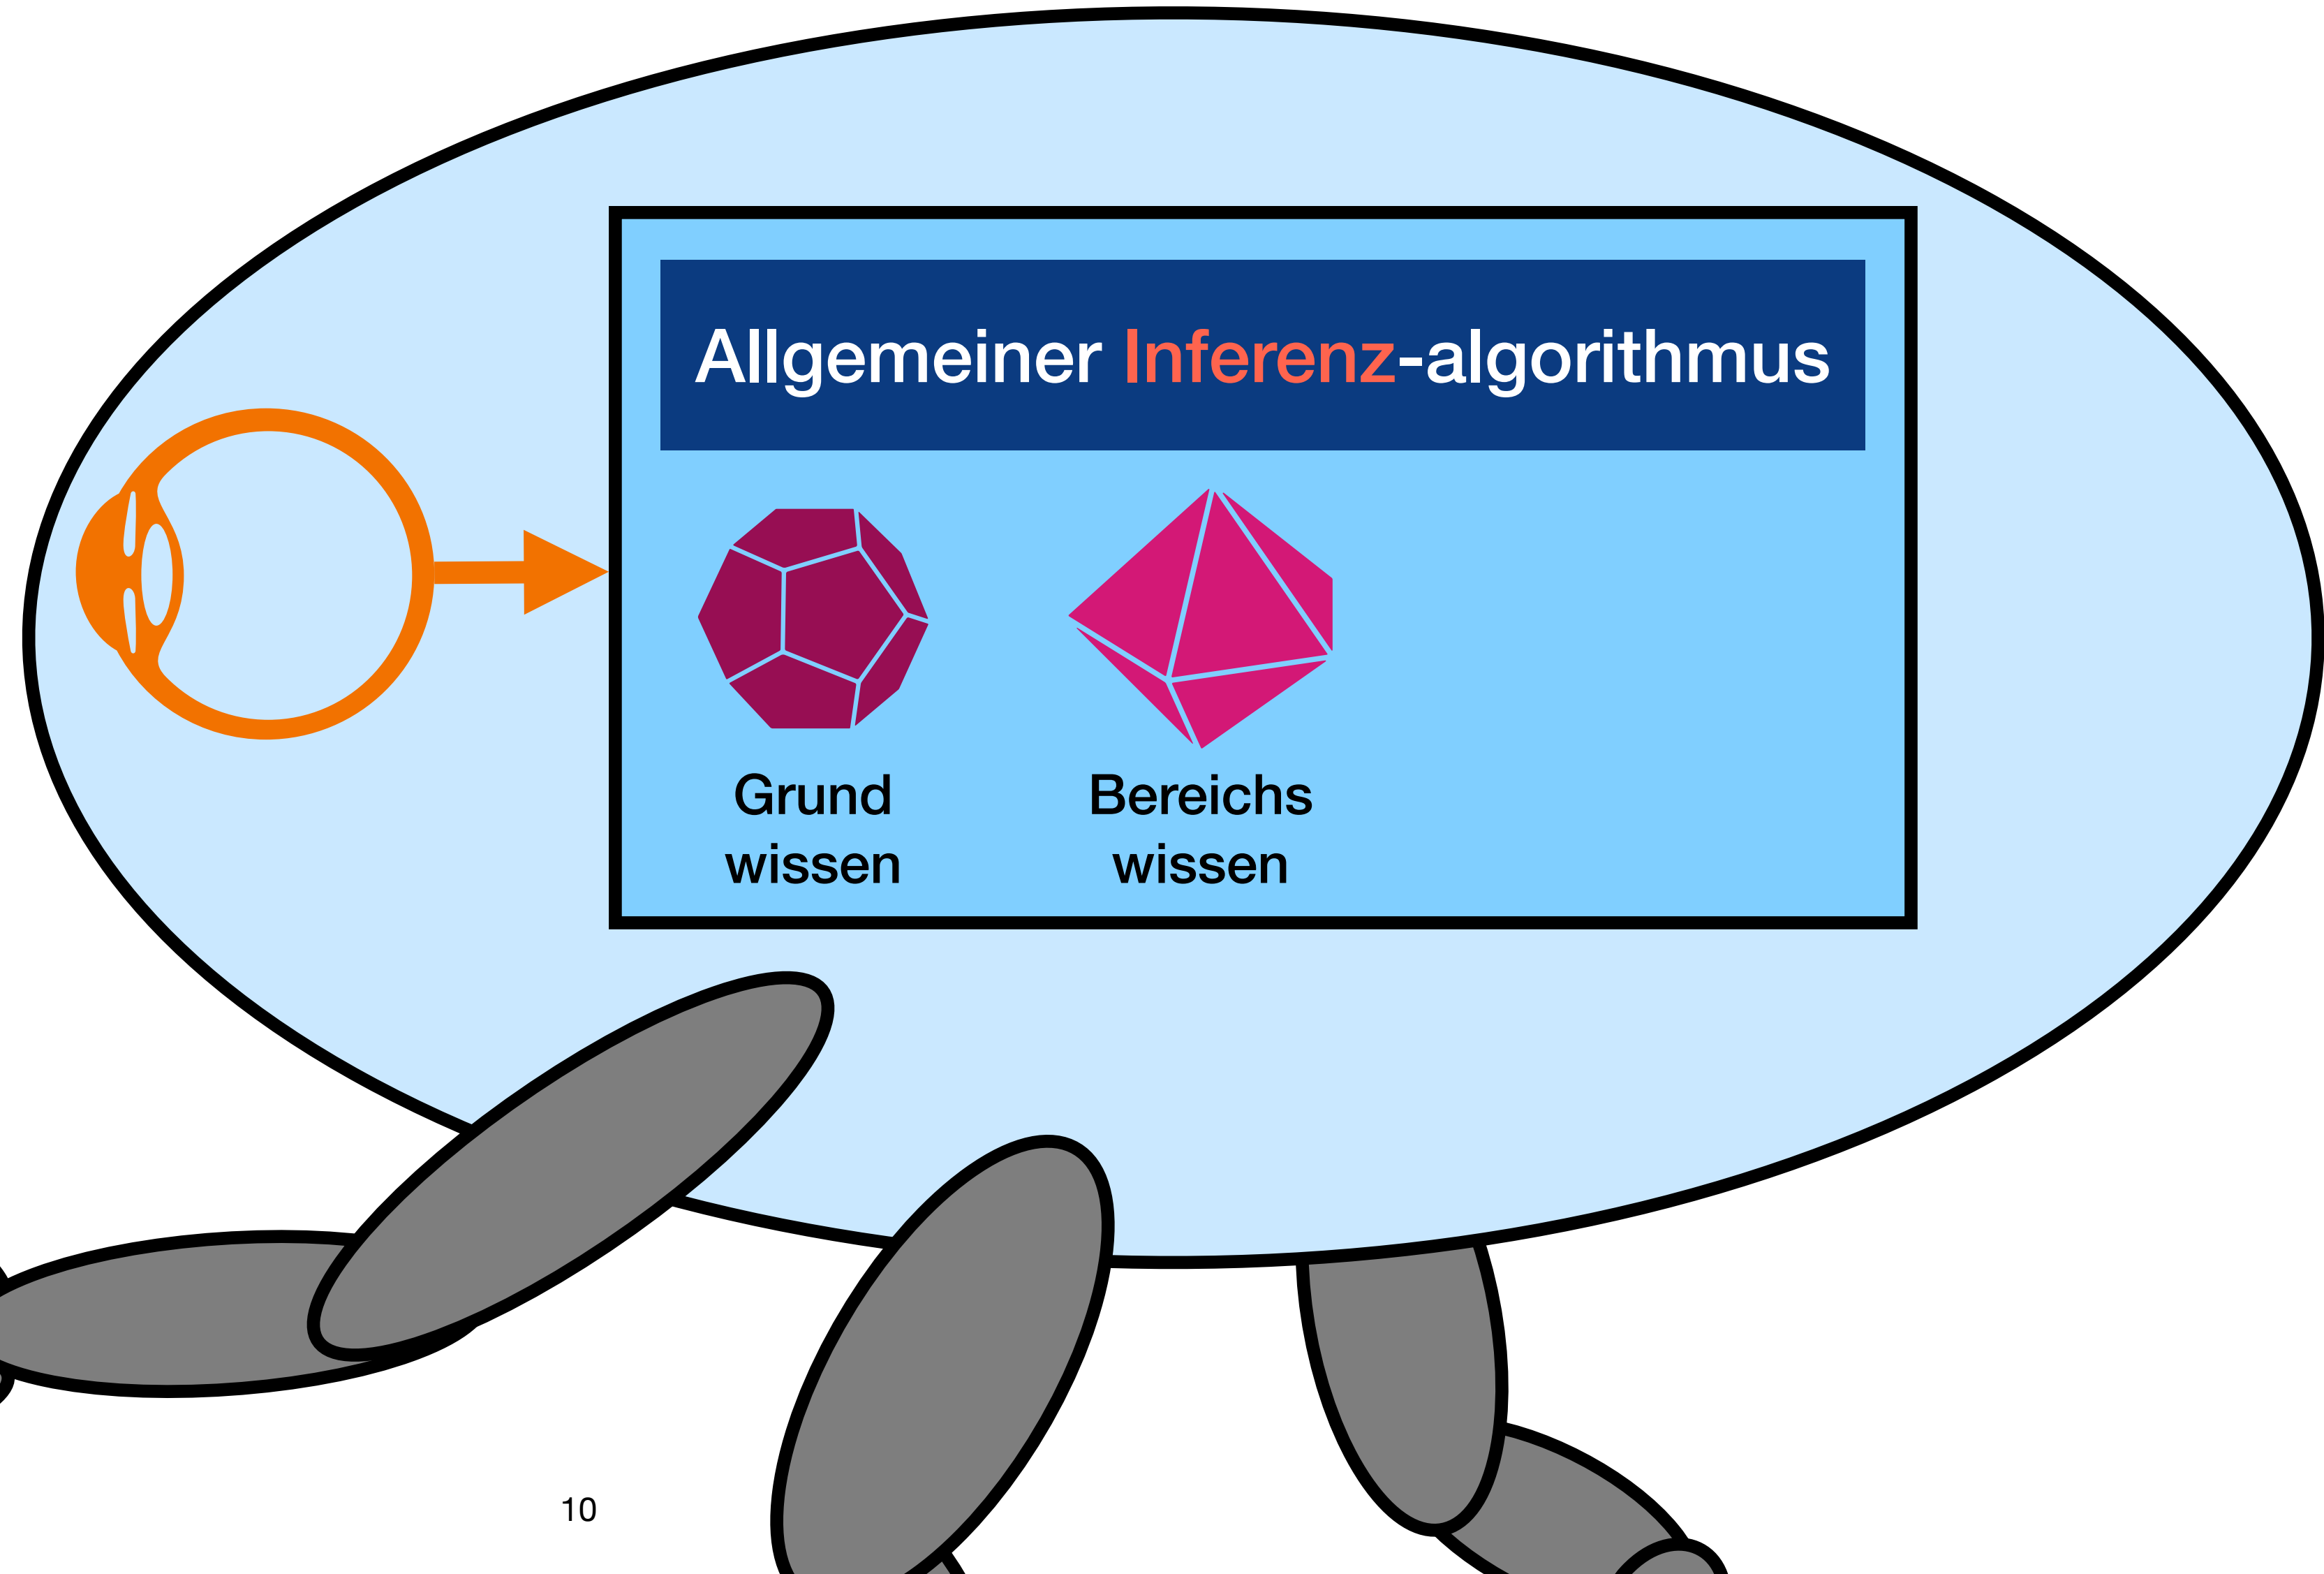 Allgemeiner Inferenz-algorithmus
Grund
wissen
Bereichs
wissen
10